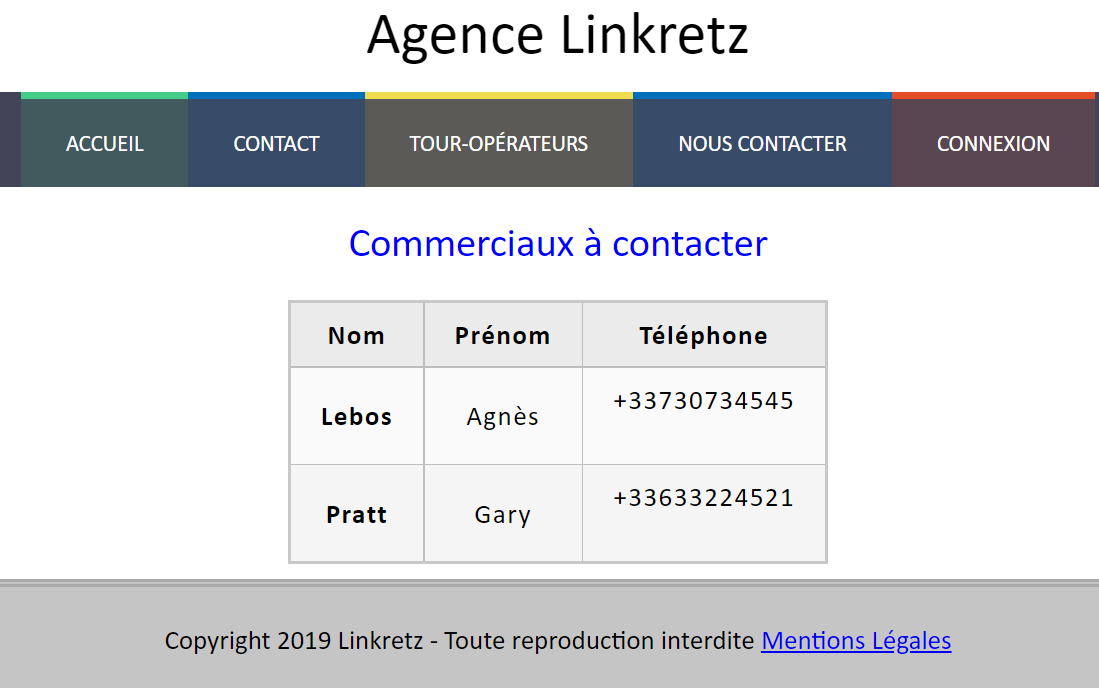 Agence Linkretz
ACCUEIL CONTACT TOUR-OPÉRATEURS NOUS CONTACTER CONNEXION
Commerciaux à contacter
Nom Prénom Téléphone
Lebos Agnès +33730734545
Pratt Gary +33633224521
Copyright 2019 Linkretz - Toute reproduction interdite Mentions Légales